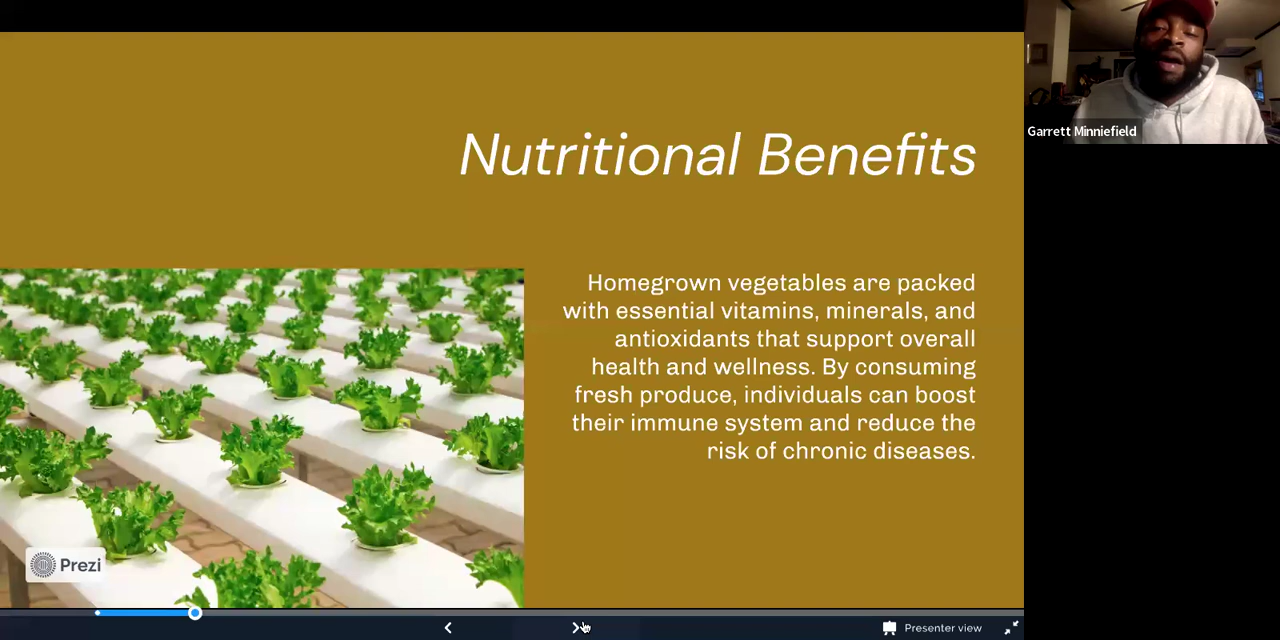 Nutritional Benefits
Homegrown vegetables are packed
with essential vitamins, minerals, and
antioxidants that support overall
health and wellness. By consuming
fresh produce, individuals can boost
their immune system and reduce the
risk of chronic diseases.
Garrett Minniefield
Prezi
Presenter view